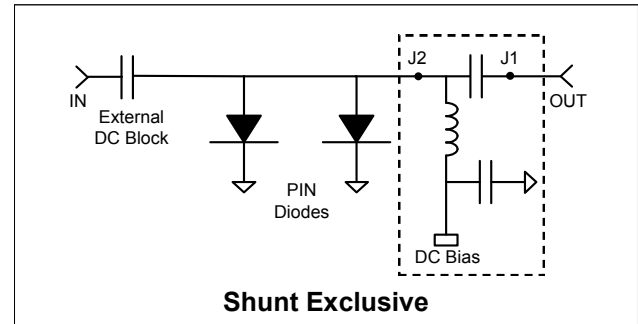 J2
J1
IN
OUT
External
DC Block
PIN
Diodes
DC Bias
Shunt Exclusive